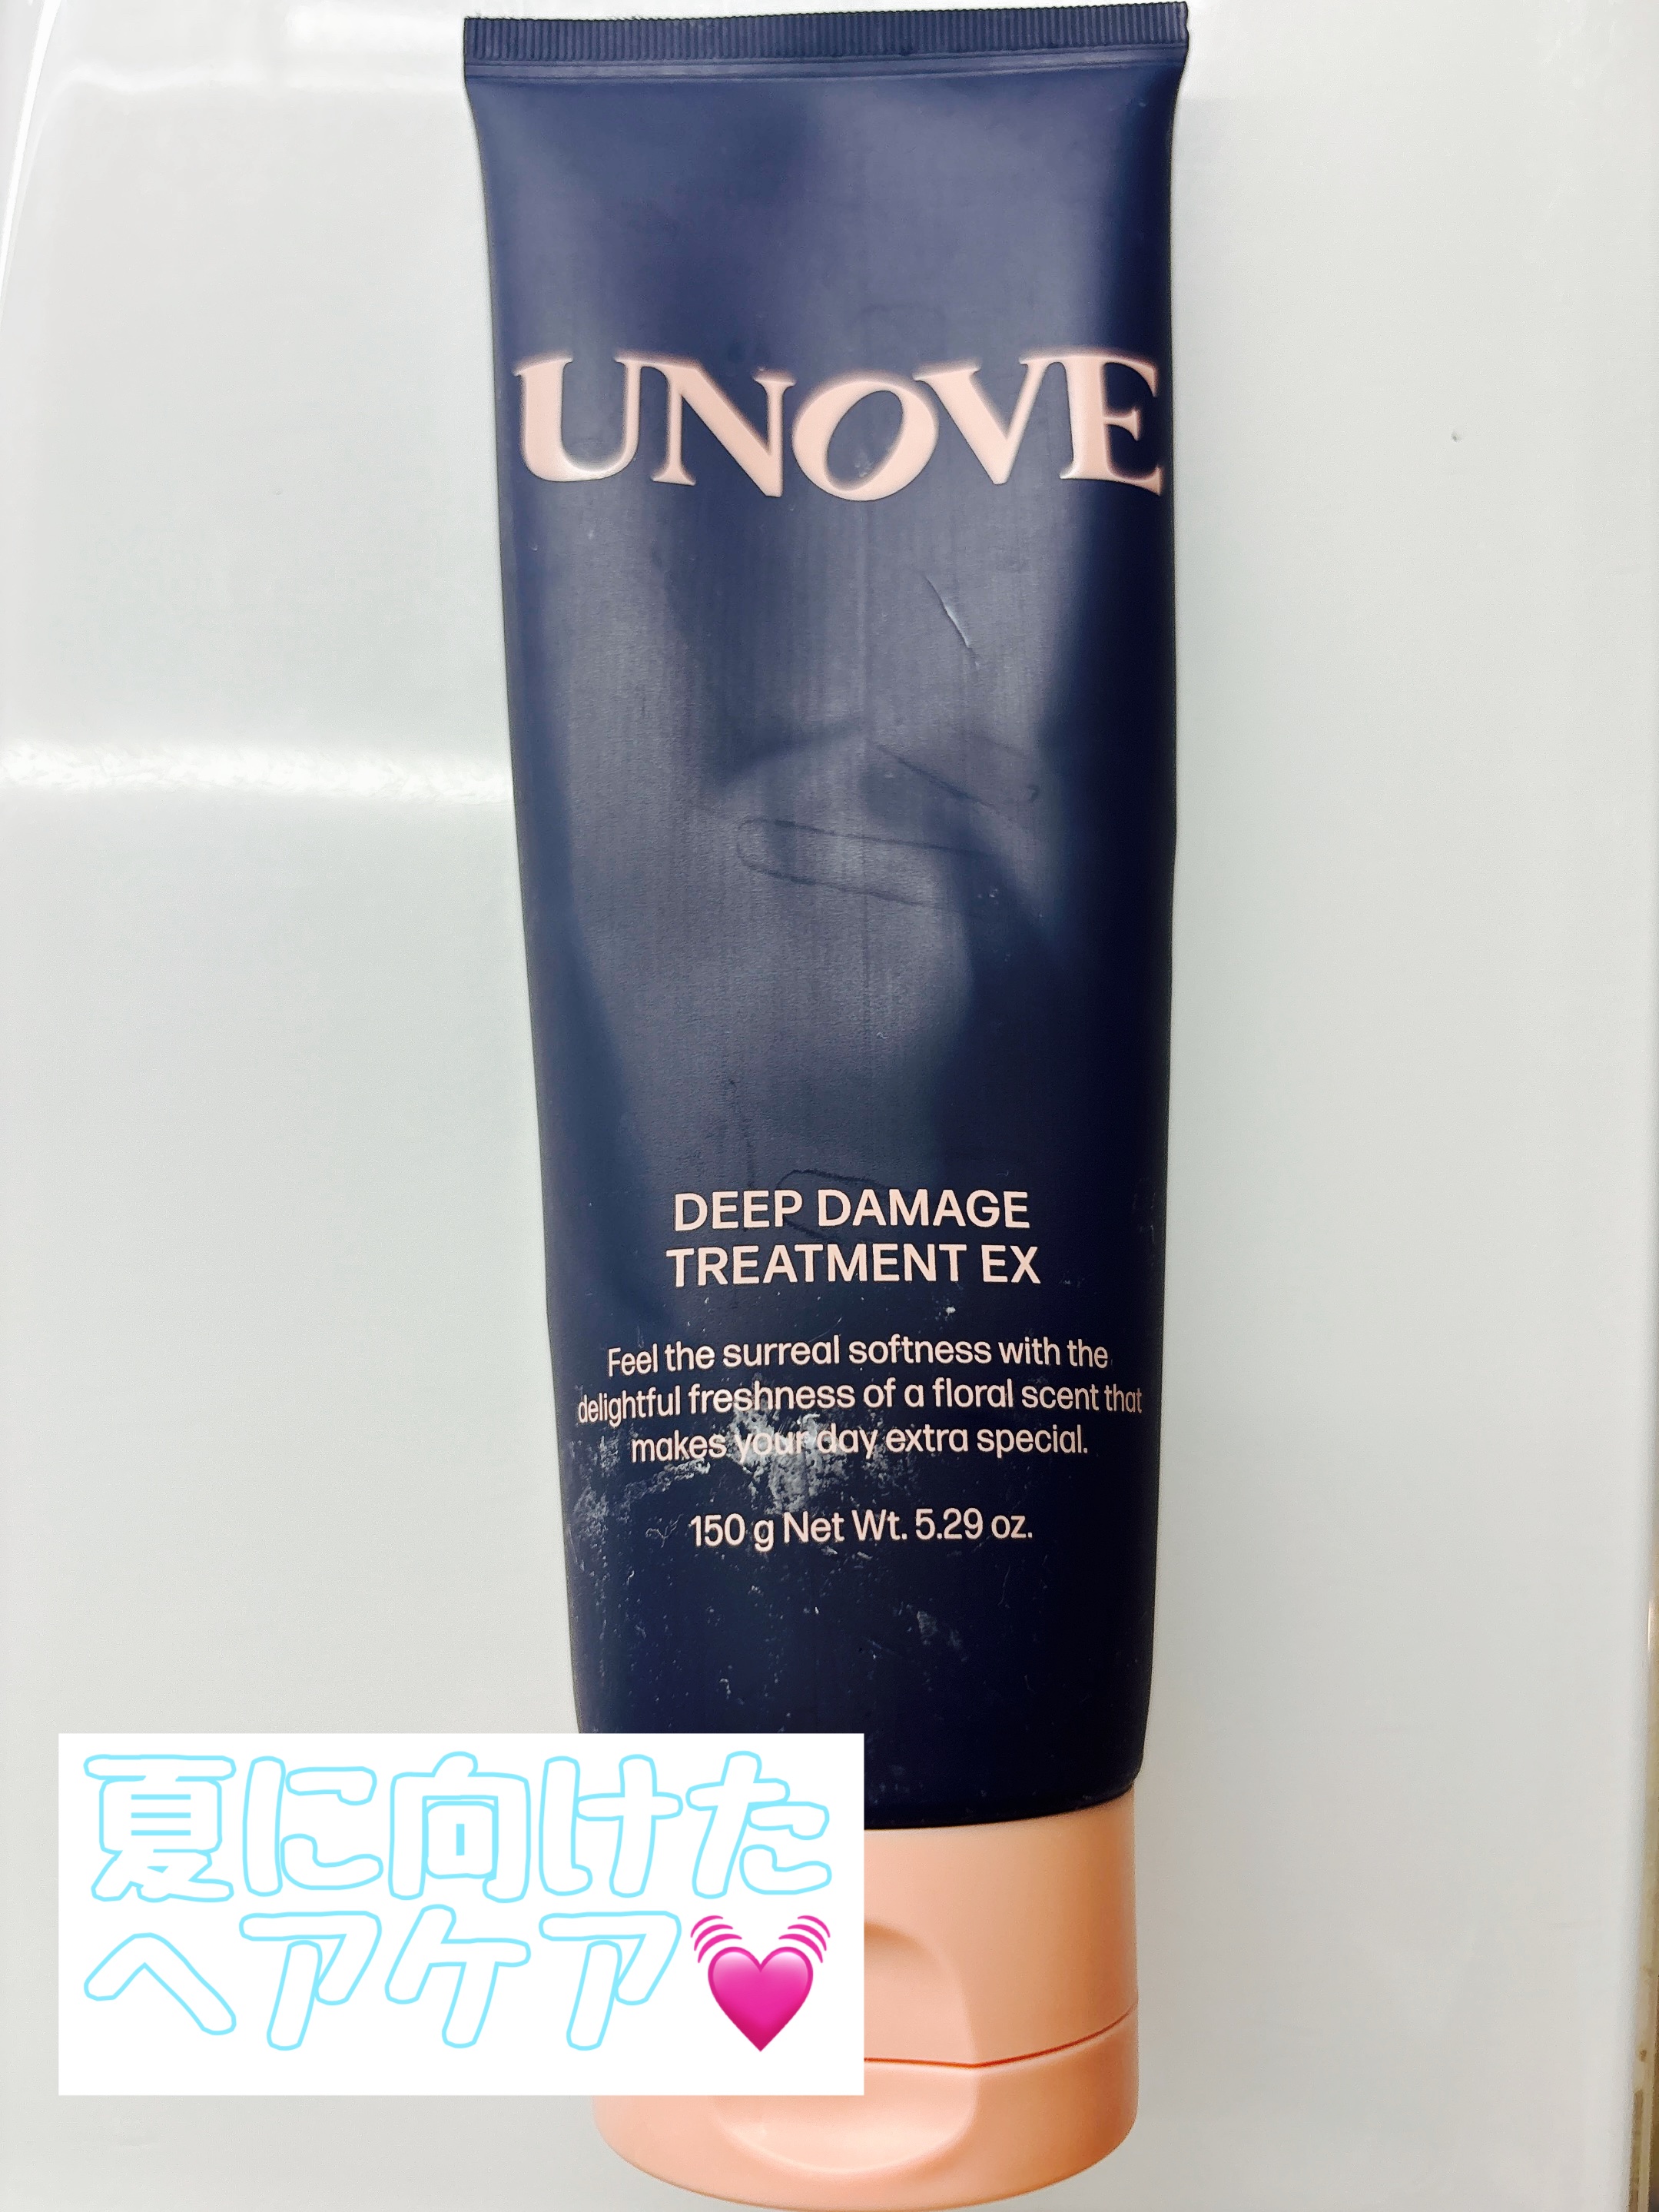 UNOVE
DEEP DAMAGE
TREATMENT EX
Feel the surreal softness with the
delightful freshness of a floral scent that
makes your day extra special.
150 g Net Wt. 5.29 oz.
夏に向けた
ヘアケア💓